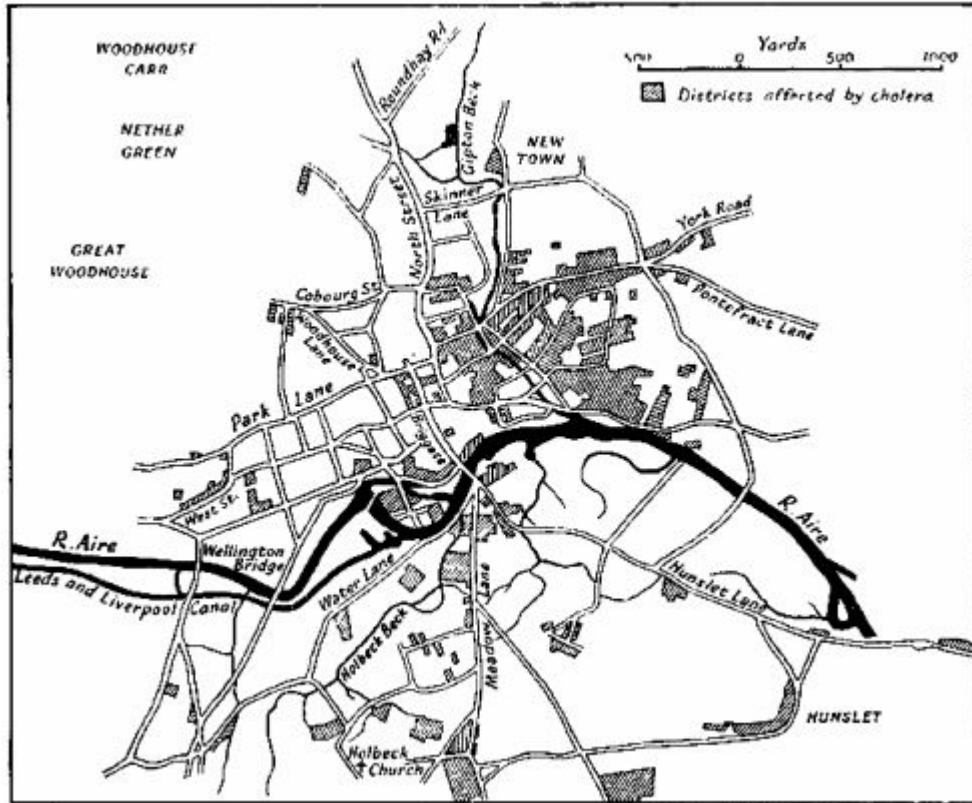 WOODHOUSE
CARR
NETHER
GREEN
GREAT
WOODHOUSE
Roundhay Rd
Gipton Beck
Yards
500 0 500 1000
Districts affected by cholera
NEW
TOWN
Skinner
Lane
North Street
York Road
Pontefract Lane
Cobourg St.
Woodhouse
Lane
Park Lane
West St.
R. Aire
Wellington
Bridge
Leeds and Liverpool Canal
Water Lane
R. Aire
Hunslet Lane
Meadow Lane
Holbeck Beck
Holbeck
Church
HUNSLET